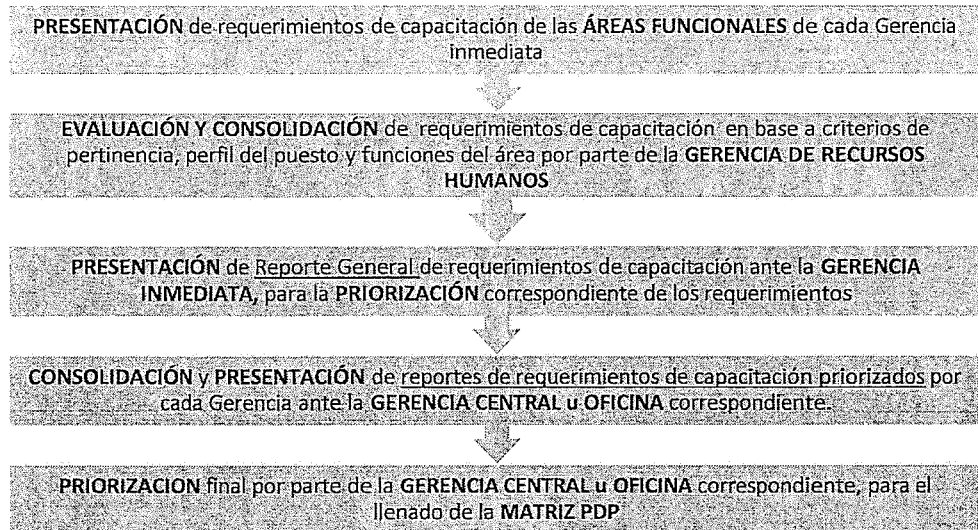 PRESENTACIÓN de requerimientos de capacitación de las ÁREAS FUNCIONALES de cada Gerencia
inmediata
EVALUACIÓN Y CONSOLIDACIÓN de requerimientos de capacitación en base a criterios de
pertinencia, perfil del puesto y funciones del área por parte de la GERENCIA DE RECURSOS
HUMANOS
PRESENTACIÓN de Reporte General de requerimientos de capacitación ante la GERENCIA
INMEDIATA, para la PRIORIZACIÓN correspondiente de los requerimientos
CONSOLIDACIÓN y PRESENTACIÓN de reportes de requerimientos de capacitación priorizados por
cada Gerencia ante la GERENCIA CENTRAL u OFICINA correspondiente.
PRIORIZACION final por parte de la GERENCIA CENTRAL u OFICINA correspondiente, para el
llenado de la MATRIZ PDP